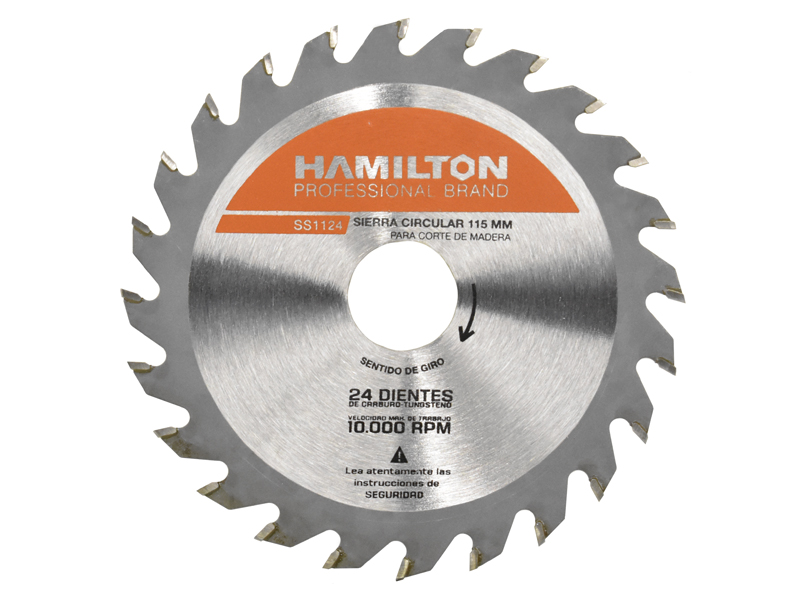 HAMILTON
PROFESSIONAL BRAND
SS1124 SIERRA CIRCULAR 115 MM
PARA CORTE DE MADERA
SENTIDO DE GIRO
24 DIENTES
DE CARBURO-TUNGSTENO
VELOCIDAD MAX. DE TRABAJO
10.000 RPM
Lea atentamente las
instrucciones de
SEGURIDAD